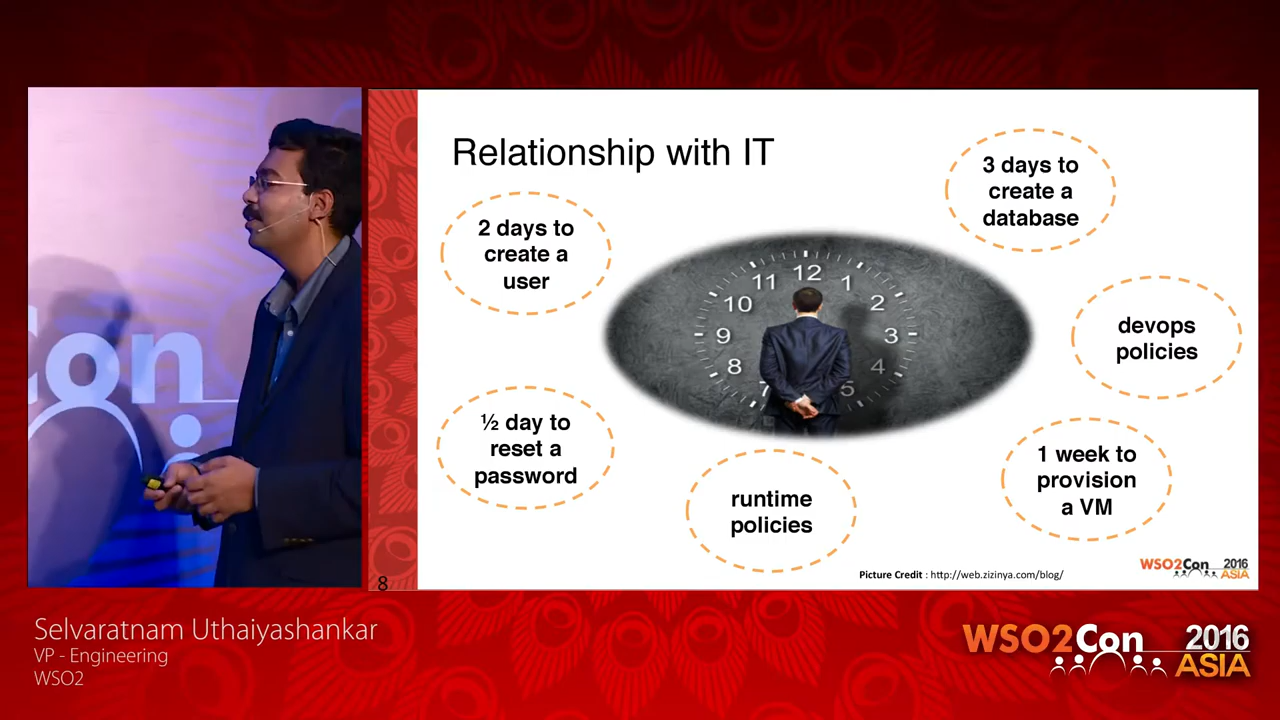 Relationship with IT
2 days to
create a
user
3 days to
create a
database
devops
policies
½ day to
reset a
password
runtime
policies
1 week to
provision
a VM
12
11
1
10
2
9
3
8
4
7
5
Con
Picture Credit : http://web.zizinya.com/blog/
WSO2Con 2016
ASIA
8
Selvaratnam Uthaiyashankar
VP - Engineering
WSO2
WSO2Con 2016
ASIA